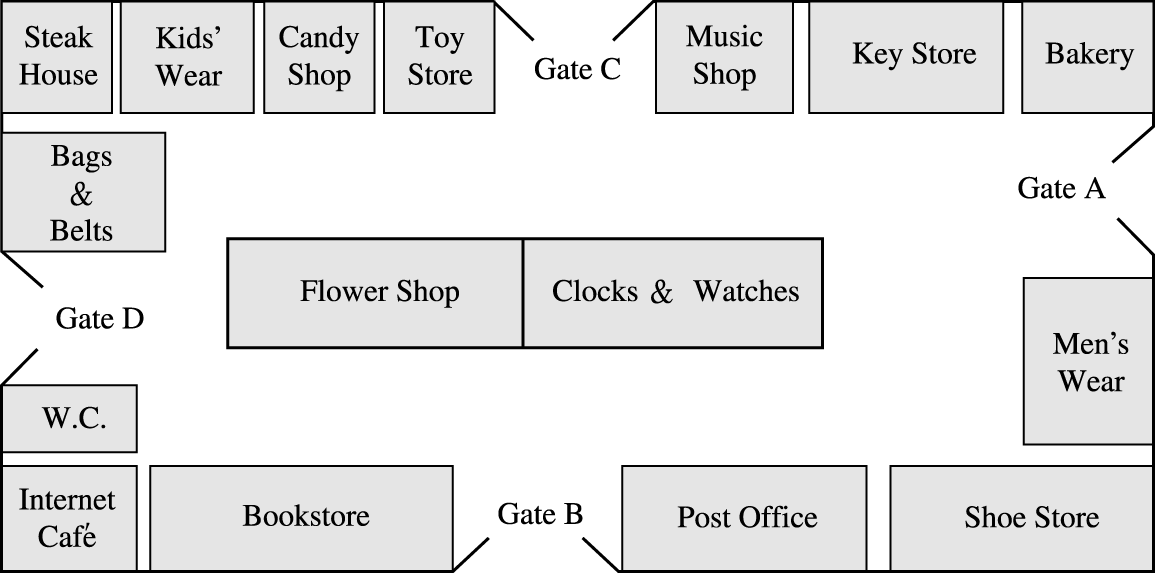 Steak
House
Kids’
Wear
Candy
Shop
Toy
Store
Gate C
Music
Shop
Key Store
Bakery
Bags
&
Belts
Gate A
Flower Shop
Clocks & Watches
Gate D
Men’s
Wear
W.C.
Internet
Café
Bookstore
Gate B
Post Office
Shoe Store